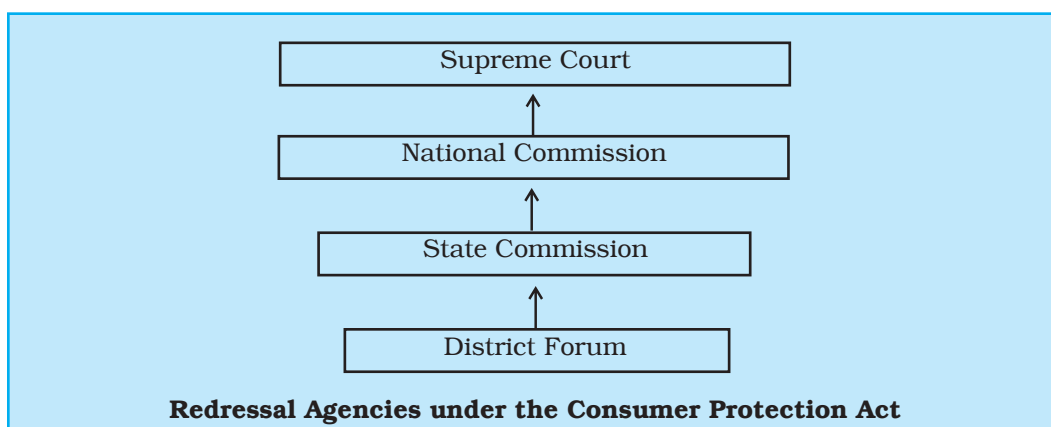 Supreme Court
National Commission
State Commission
District Forum
Redressal Agencies under the Consumer Protection Act